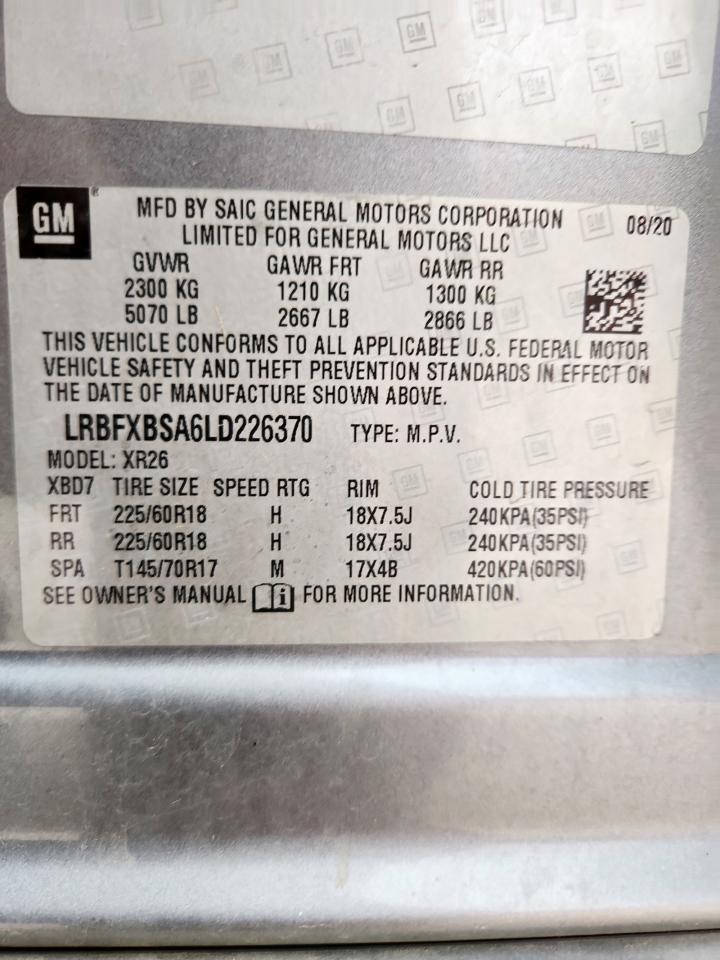 GM
MFD BY SAIC GENERAL MOTORS CORPORATION 08/20
LIMITED FOR GENERAL MOTORS LLC
GVWR GAWR FRT GAWR RR
2300 KG 1210 KG 1300 KG
5070 LB 2667 LB 2866 LB
THIS VEHICLE CONFORMS TO ALL APPLICABLE U.S. FEDERAL MOTOR
VEHICLE SAFETY AND THEFT PREVENTION STANDARDS IN EFFECT ON
THE DATE OF MANUFACTURE SHOWN ABOVE.
LRBFXBSA6LD226370 TYPE: M.P.V.
MODEL: XR26
XBD7 TIRE SIZE SPEED RTG RIM COLD TIRE PRESSURE
FRT 225/60R18 H 18X7.5J 240KPA(35PSI)
RR 225/60R18 H 18X7.5J 240KPA(35PSI)
SPA T145/70R17 M 17X4B 420KPA(60PSI)
SEE OWNER'S MANUAL i FOR MORE INFORMATION.